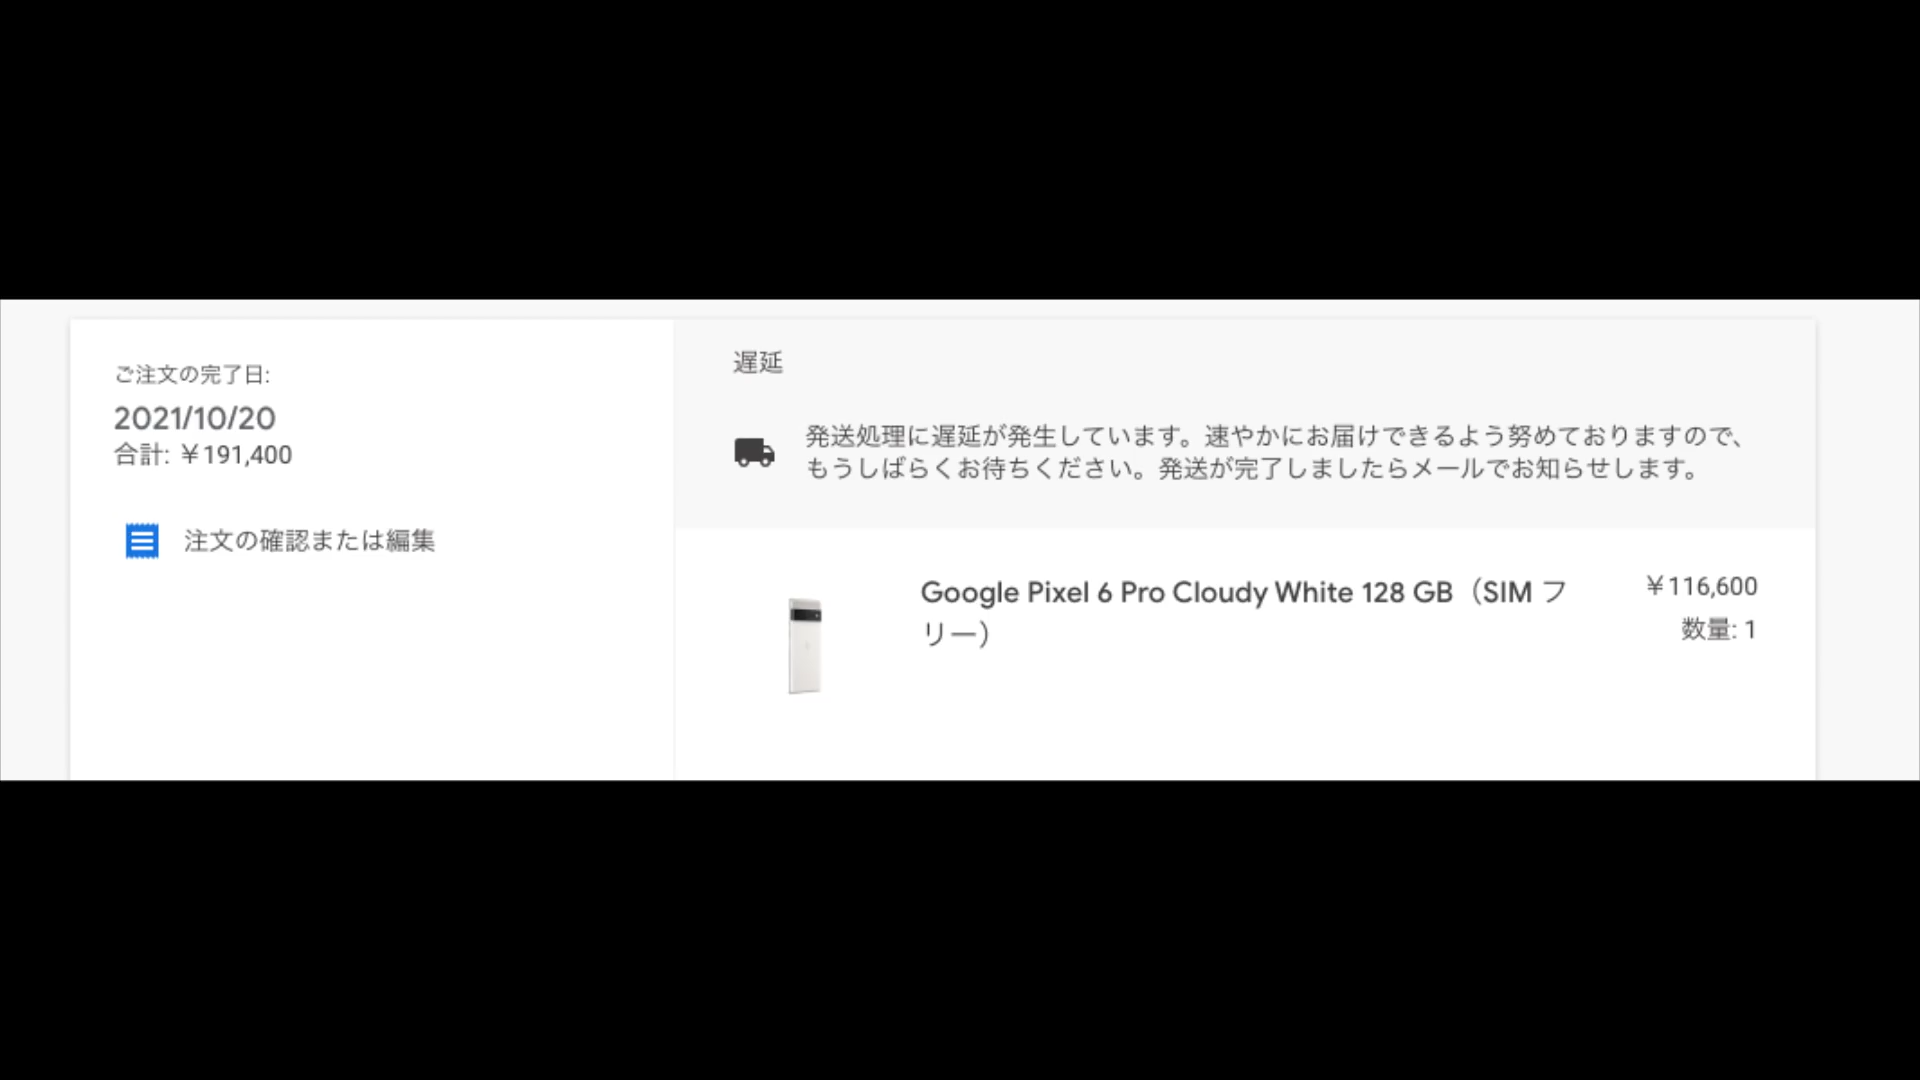 ご注文の完了日:
2021/10/20
合計: ￥191,400
注文の確認または編集
遅延
発送処理に遅延が発生しています。速やかにお届けできるよう努めておりますので、
もうしばらくお待ちください。発送が完了しましたらメールでお知らせします。
Google Pixel 6 Pro Cloudy White 128 GB（SIM フ
リー）
￥116,600
数量: 1